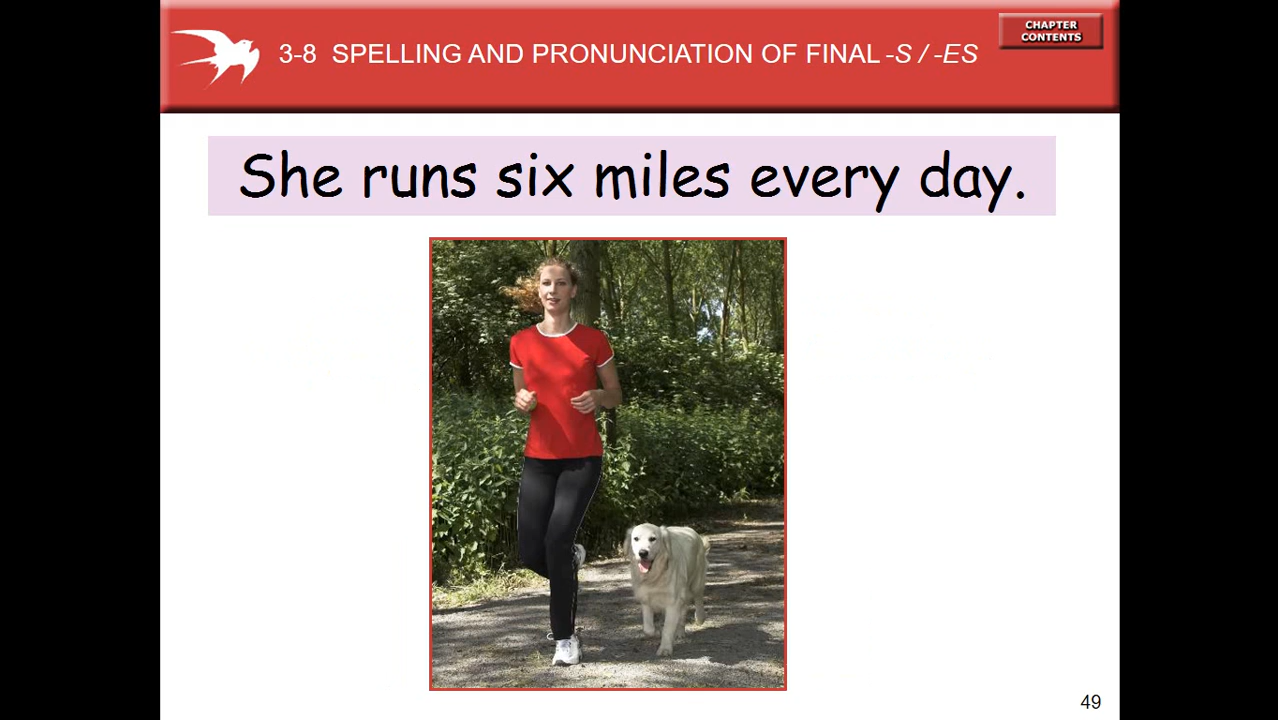 3-8 SPELLING AND PRONUNCIATION OF FINAL -S / -ES
CHAPTER
CONTENTS
She runs six miles every day.
49